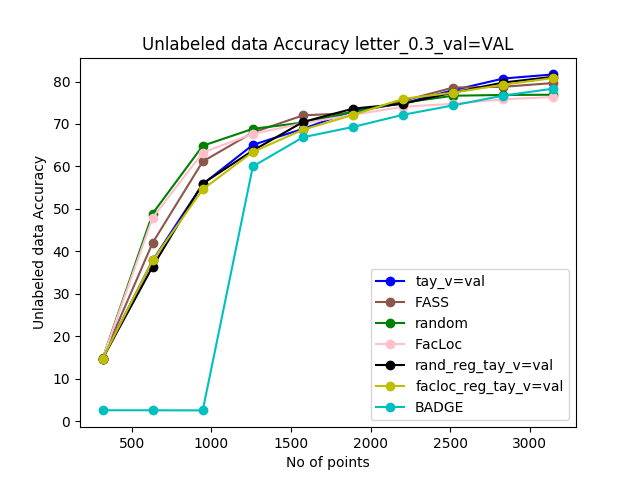 Unlabeled data Accuracy letter_0.3_val=VAL
Unlabeled data Accuracy
80
70
60
50
40
30
20
10
0
500
1000
1500
2000
2500
3000
No of points
tay_v=val
FASS
random
FacLoc
rand_reg_tay_v=val
facloc_reg_tay_v=val
BADGE